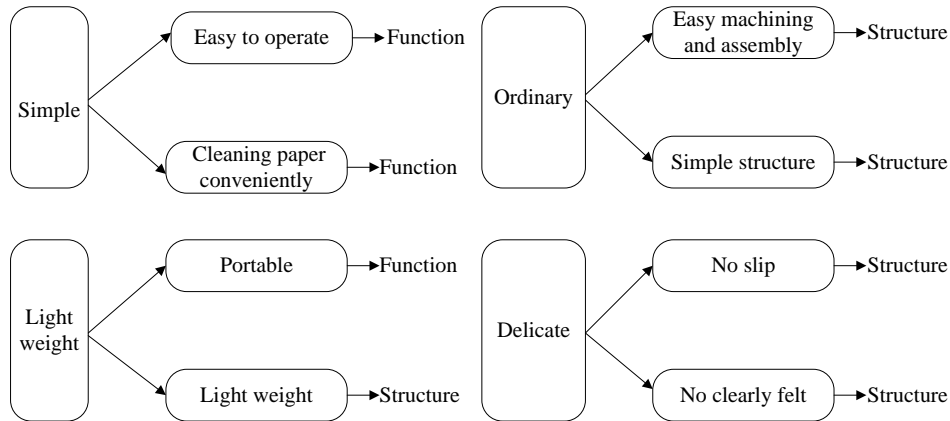 Simple
Easy to operate
Function
Cleaning paper
conveniently
Function
Ordinary
Easy machining
and assembly
Structure
Simple structure
Structure
Light
weight
Portable
Function
Light weight
Structure
Delicate
No slip
Structure
No clearly felt
Structure